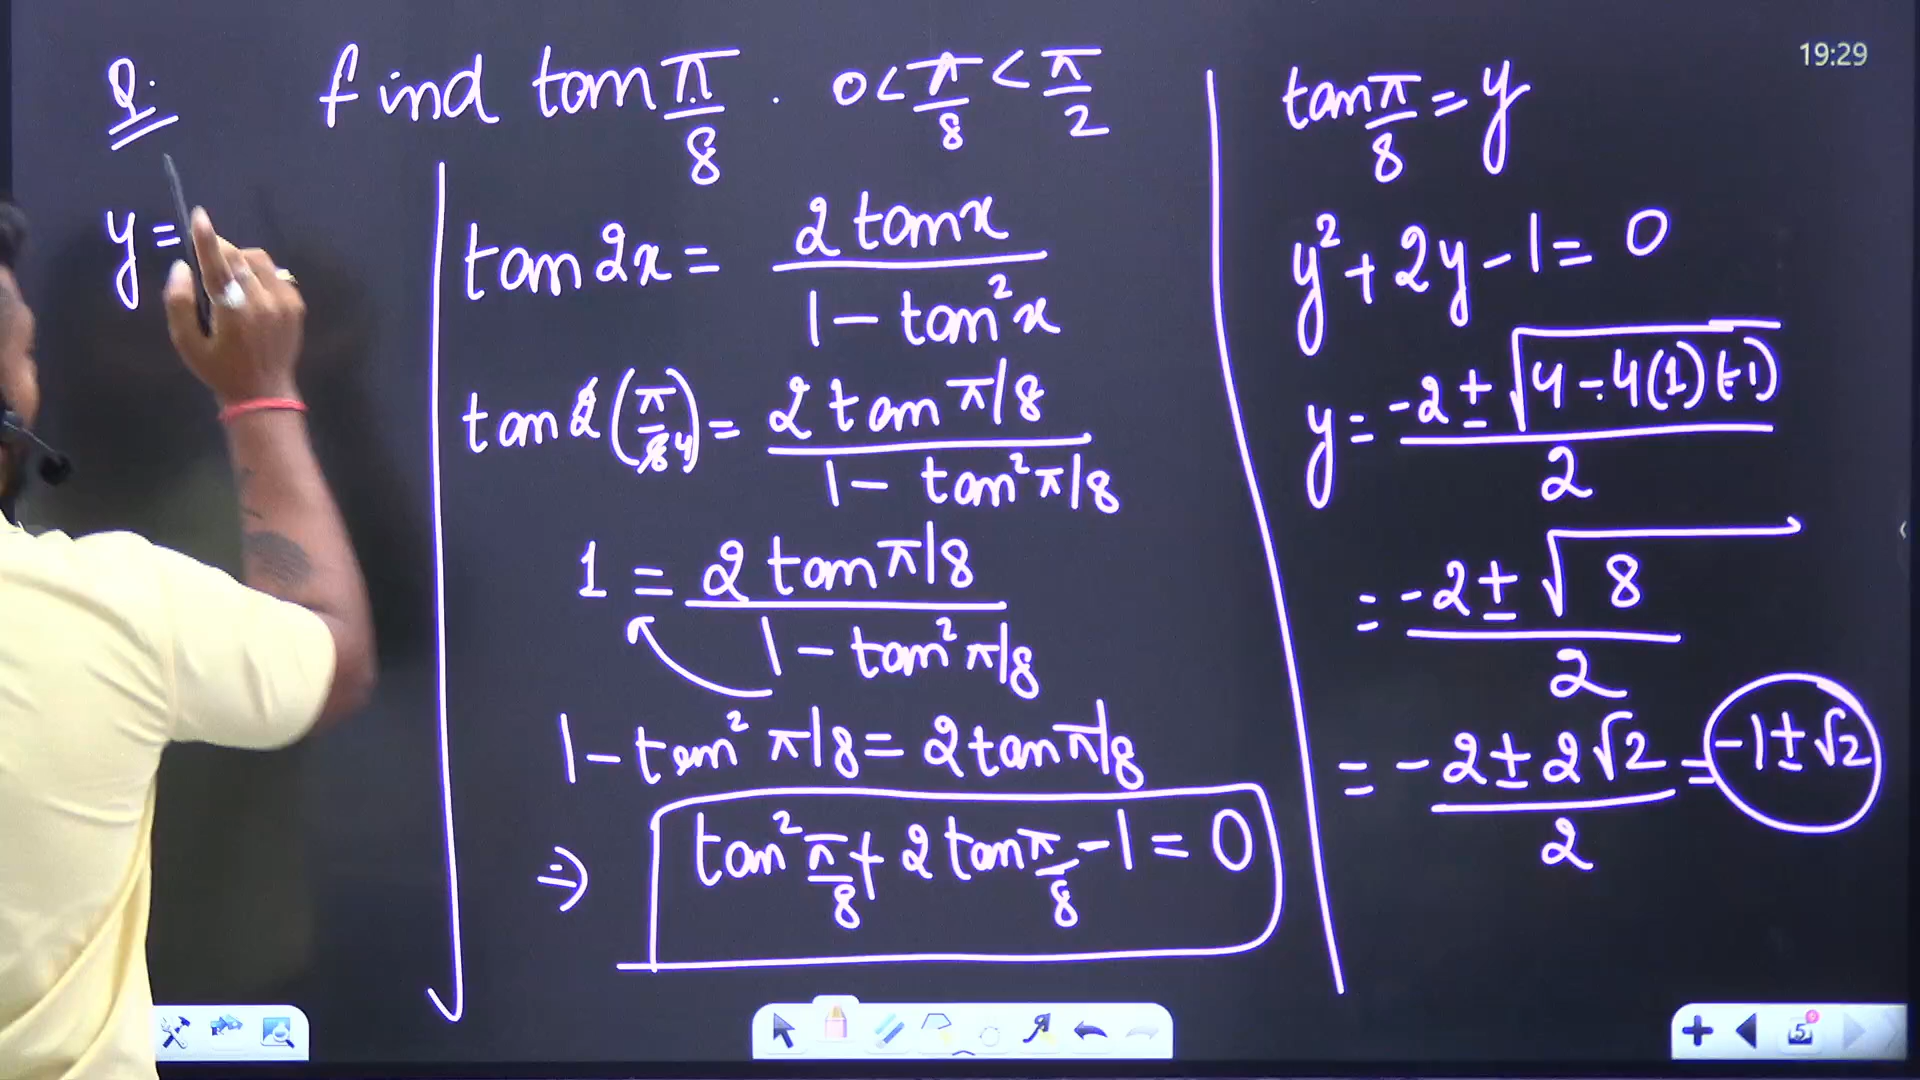 19:29
Q. find tan π/8 . 0 < π/8 < π/2
y =
tan 2x = 2 tan x / 1 - tan² x
tan 2 (π/8 4) = 2 tan π/8 / 1 - tan² π/8
1 = 2 tan π/8 / 1 - tan² π/8
1 - tan² π/8 = 2 tan π/8
⇒ tan² π/8 + 2 tan π/8 - 1 = 0
tan π/8 = y
y² + 2y - 1 = 0
y = -2 ± √4 - 4(1)(-1) / 2
= -2 ± √8 / 2
= -2 ± 2√2 / 2 = -1 ± √2
5